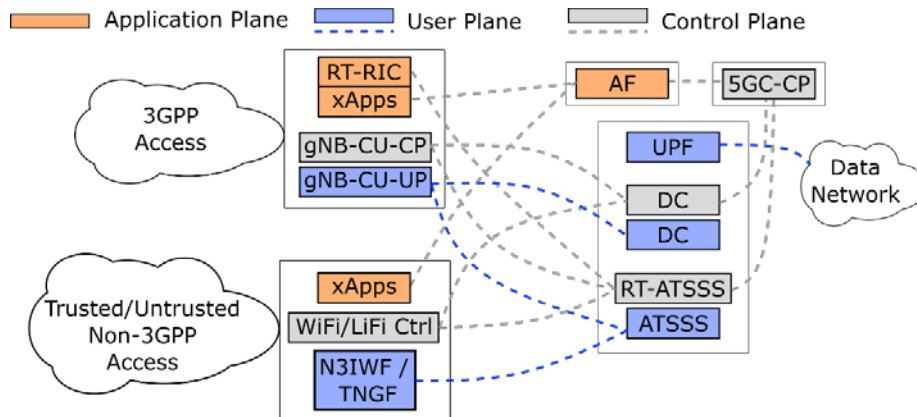 Application Plane
User Plane
Control Plane
3GPP
Access
RT-RIC
xApps
gNB-CU-CP
gNB-CU-UP
AF
5GC-CP
UPF
DC
DC
RT-ATSSS
ATSSS
Data
Network
Trusted/Untrusted
Non-3GPP
Access
xApps
WiFi/LiFi Ctrl
N3IWF /
TNGF